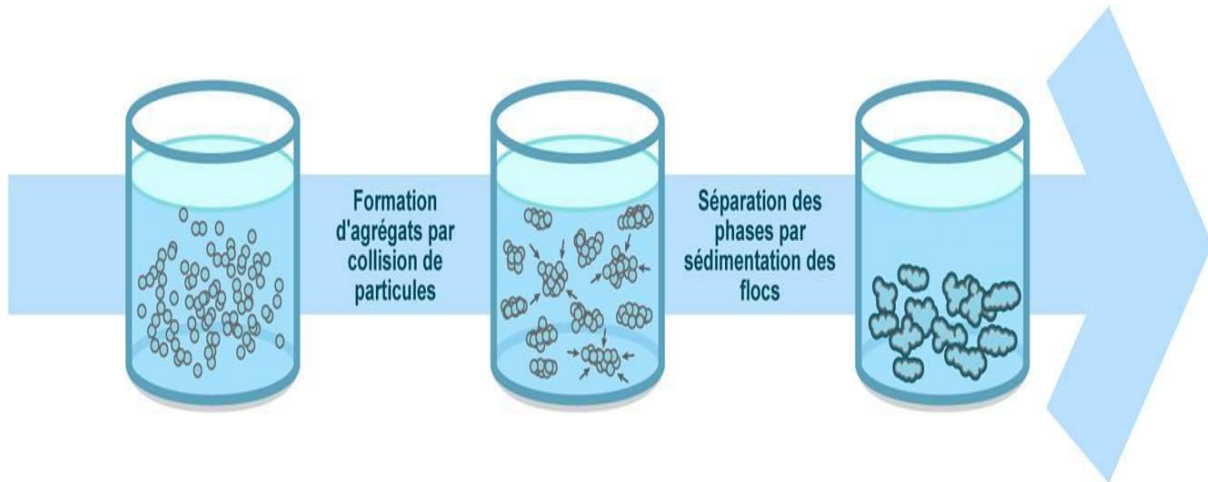 Formation
d'agrégats par
collision de
particules
Séparation des
phases par
sédimentation des
flocs